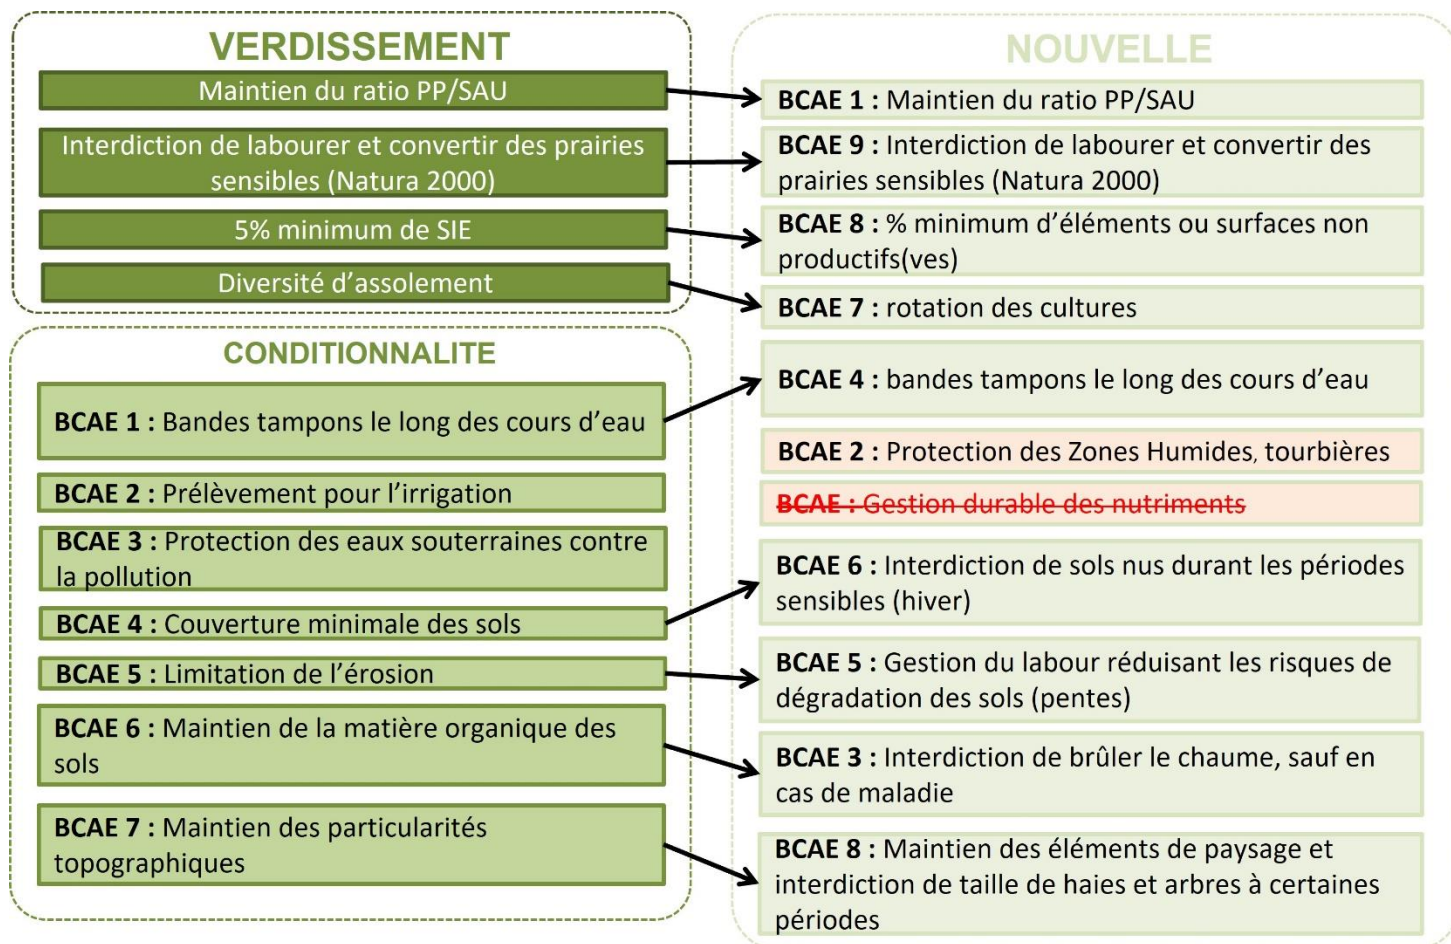 VERDISSEMENT
Maintien du ratio PP/SAU
Interdiction de labourer et convertir des prairies
sensibles (Natura 2000)
5% minimum de SIE
Diversité d'assolement
CONDITIONNALITE
BCAE 1 : Bandes tampons le long des cours d'eau
BCAE 2 : Prélèvement pour l'irrigation
BCAE 3 : Protection des eaux souterraines contre
la pollution
BCAE 4 : Couverture minimale des sols
BCAE 5 : Limitation de l'érosion
BCAE 6 : Maintien de la matière organique des
sols
BCAE 7 : Maintien des particularités
topographiques
NOUVELLE
BCAE 1 : Maintien du ratio PP/SAU
BCAE 9 : Interdiction de labourer et convertir des
prairies sensibles (Natura 2000)
BCAE 8 : % minimum d'éléments ou surfaces non
productifs(ves)
BCAE 7 : rotation des cultures
BCAE 4 : bandes tampons le long des cours d'eau
BCAE 2 : Protection des Zones Humides, tourbières
BCAE : Gestion durable des nutriments
BCAE 6 : Interdiction de sols nus durant les périodes
sensibles (hiver)
BCAE 5 : Gestion du labour réduisant les risques de
dégradation des sols (pentes)
BCAE 3 : Interdiction de brûler le chaume, sauf en
cas de maladie
BCAE 8 : Maintien des éléments de paysage et
interdiction de taille de haies et arbres à certaines
périodes